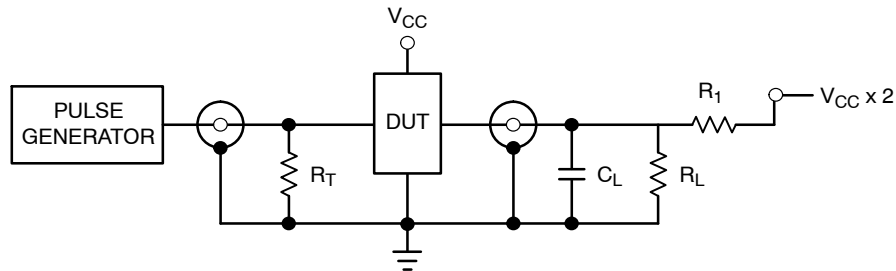 V_CC
PULSE
GENERATOR
DUT
R_1
V_CC x 2
R_T
C_L
R_L